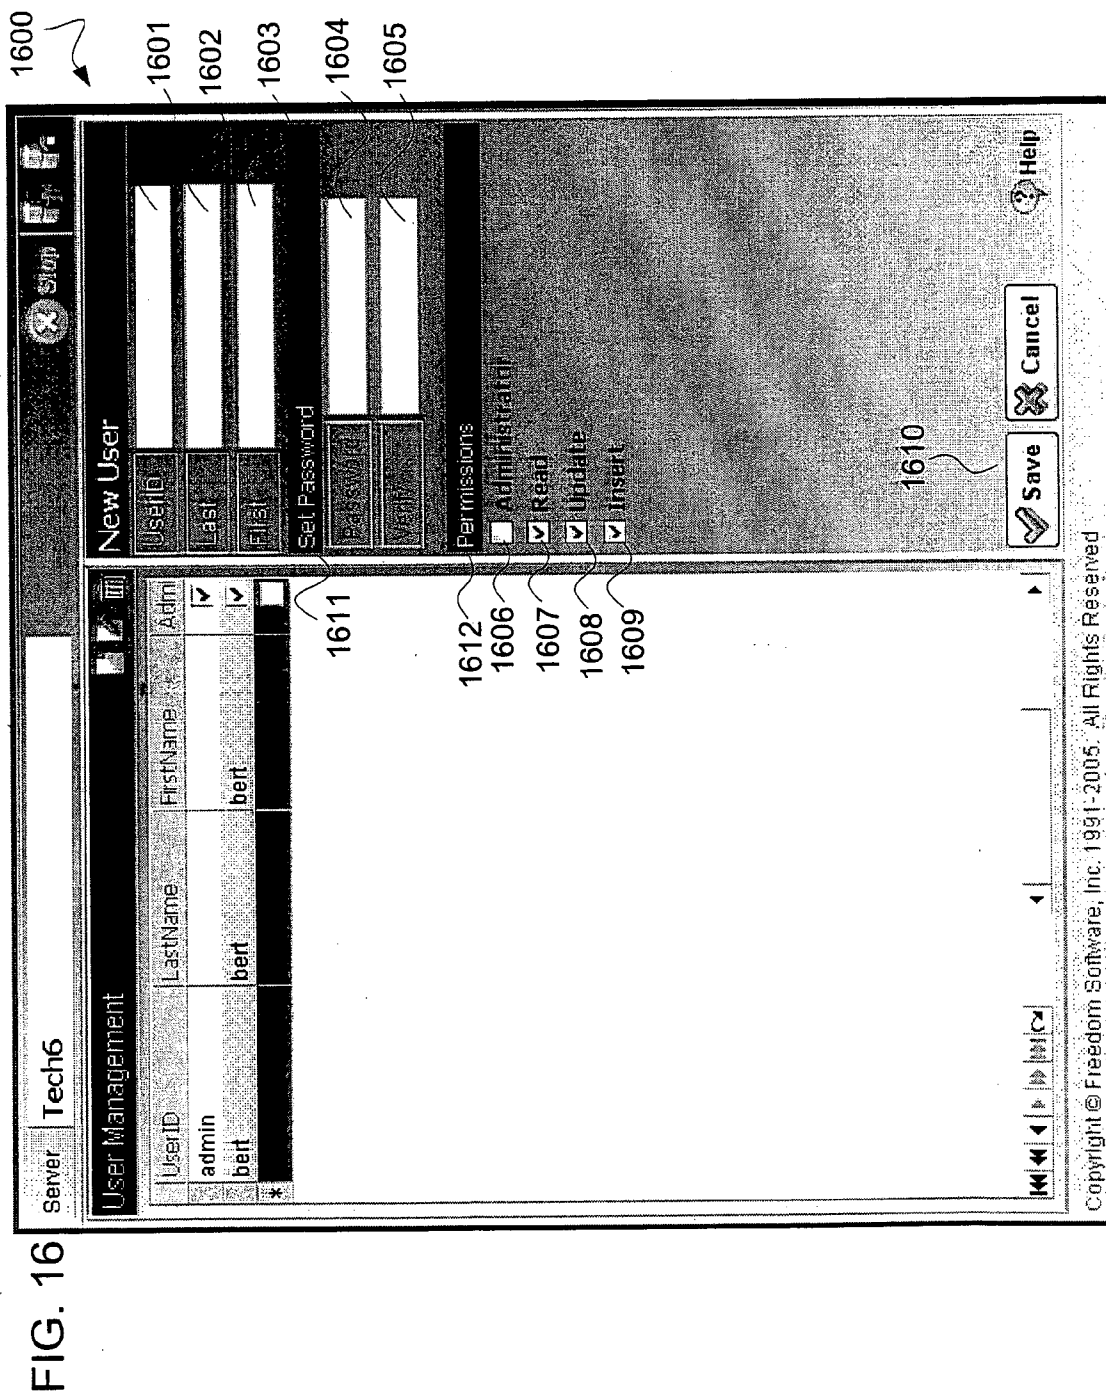 FIG. 16
1600
Server Tech6 Stop
User Management
UserID LastName FirstName Admi
admin
bert bert bert
*
New User
UserID
Last
First
Set Password
Password
Verify
Permissions
Administrator
Read
Update
Insert
Save Cancel Help
1601
1602
1603
1604
1605
1611
1612
1606
1607
1608
1609
1610
Copyright © Freedom Software, Inc. 1991-2005. All Rights Reserved